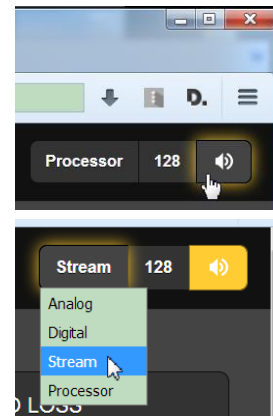 D.
Processor 128
Stream 128
Analog
Digital
Stream
Processor
LOSS